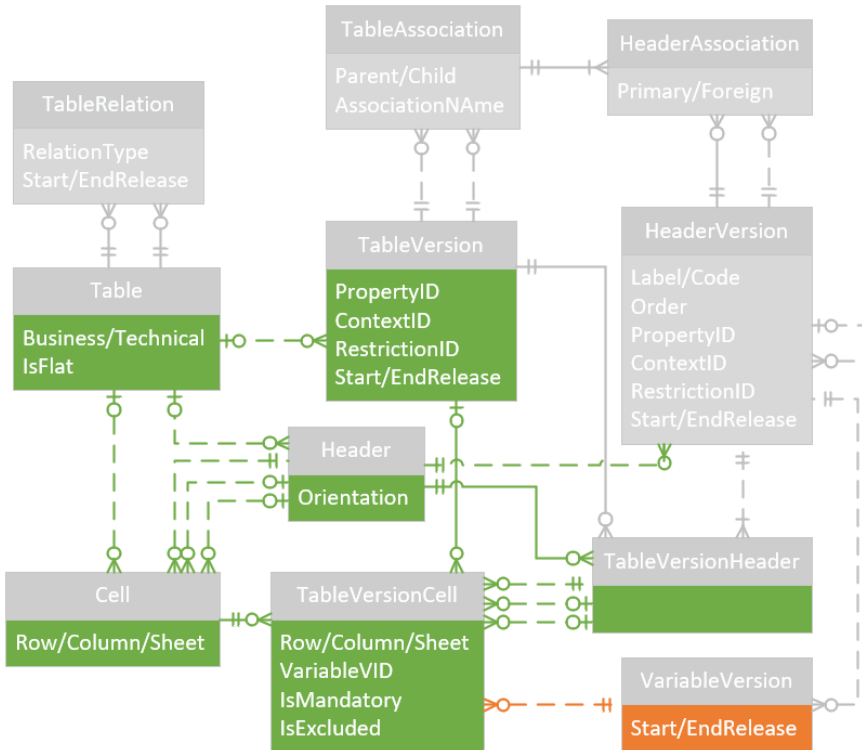 TableAssociation
Parent/Child
AssociationNAme
HeaderAssociation
Primary/Foreign
TableRelation
RelationType
Start/EndRelease
TableVersion
PropertyID
ContextID
RestrictionID
Start/EndRelease
HeaderVersion
Label/Code
Order
PropertyID
ContextID
RestrictionID
Start/EndRelease
Table
Business/Technical
IsFlat
Header
Orientation
Cell
Row/Column/Sheet
TableVersionCell
Row/Column/Sheet
VariableVID
IsMandatory
IsExcluded
TableVersionHeader
VariableVersion
Start/EndRelease